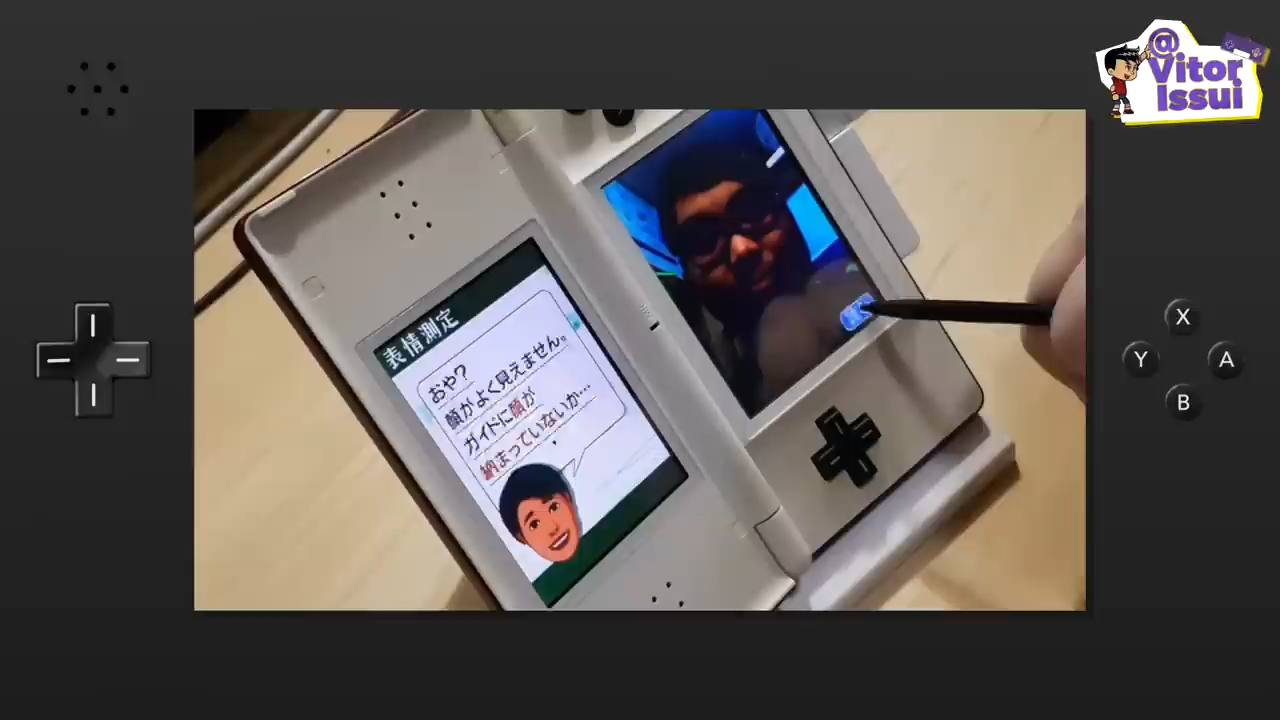 @
Vitor
Issui
表情測定
おや?
顔がよく見えません。
ガイドに顔が
納まっていないか…
X
Y
A
B